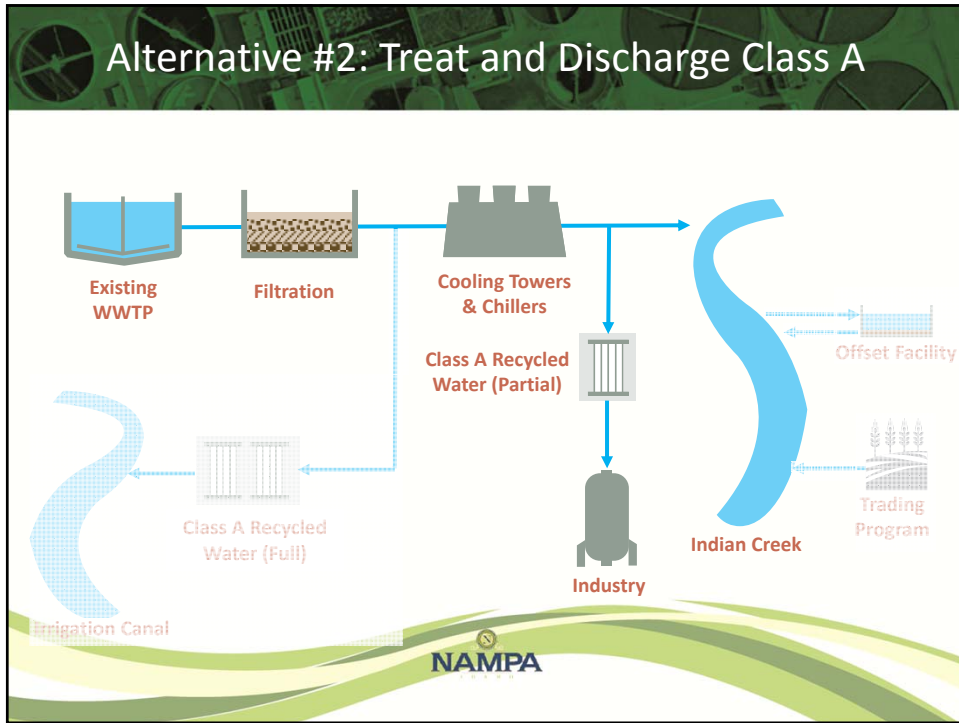 Alternative #2: Treat and Discharge Class A
Existing
WWTP
Filtration
Cooling Towers
& Chillers
Class A Recycled
Water (Partial)
Offset Facility
Class A Recycled
Water (Full)
Trading
Program
Indian Creek
Industry
Irrigation Canal
N
NAMPA
IDAHO